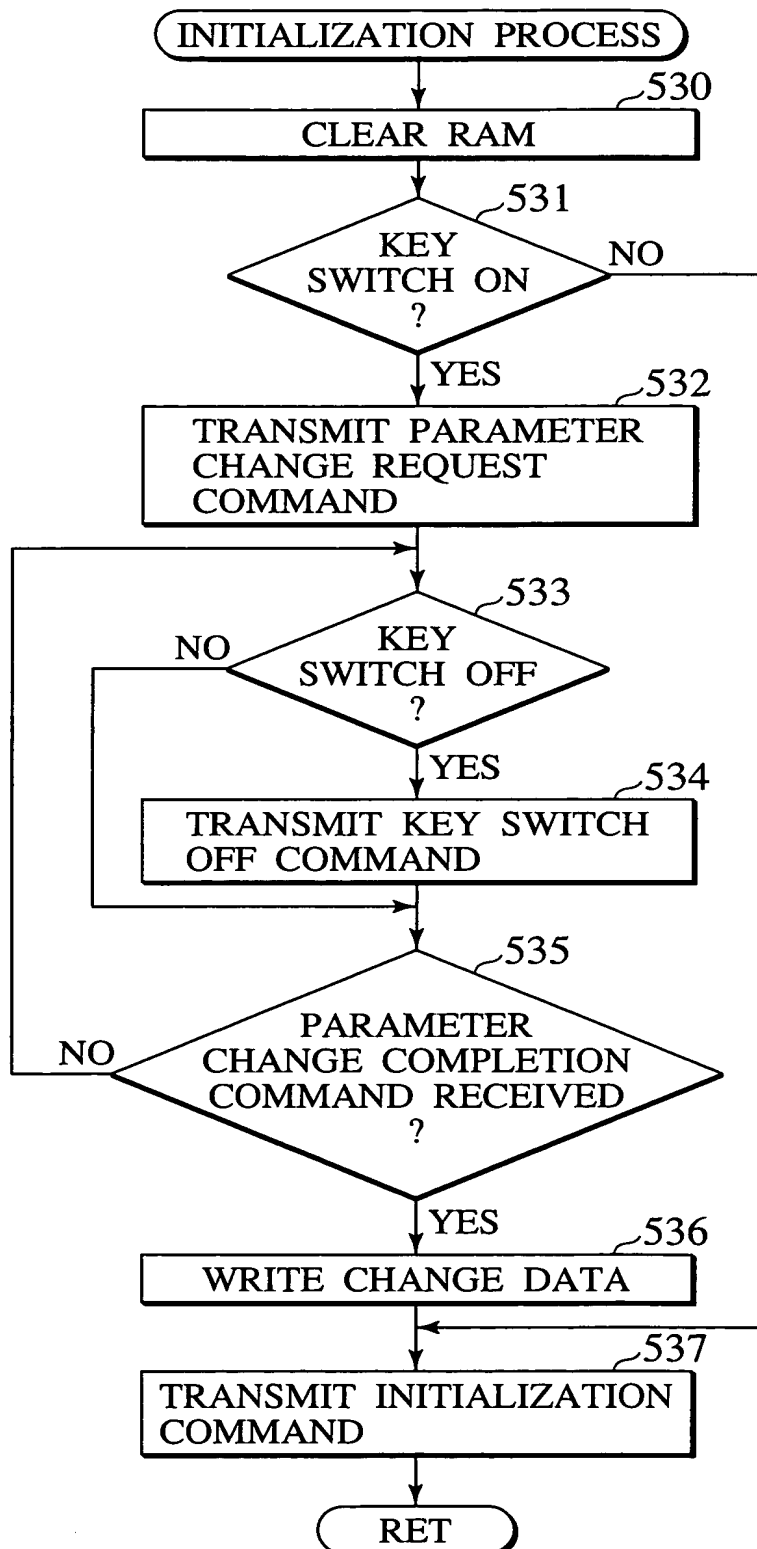 INITIALIZATION PROCESS
530
CLEAR RAM
531
KEY
SWITCH ON
?
NO
YES
532
TRANSMIT PARAMETER
CHANGE REQUEST
COMMAND
533
KEY
SWITCH OFF
?
NO
YES
534
TRANSMIT KEY SWITCH
OFF COMMAND
535
PARAMETER
CHANGE COMPLETION
COMMAND RECEIVED
?
NO
YES
536
WRITE CHANGE DATA
537
TRANSMIT INITIALIZATION
COMMAND
RET